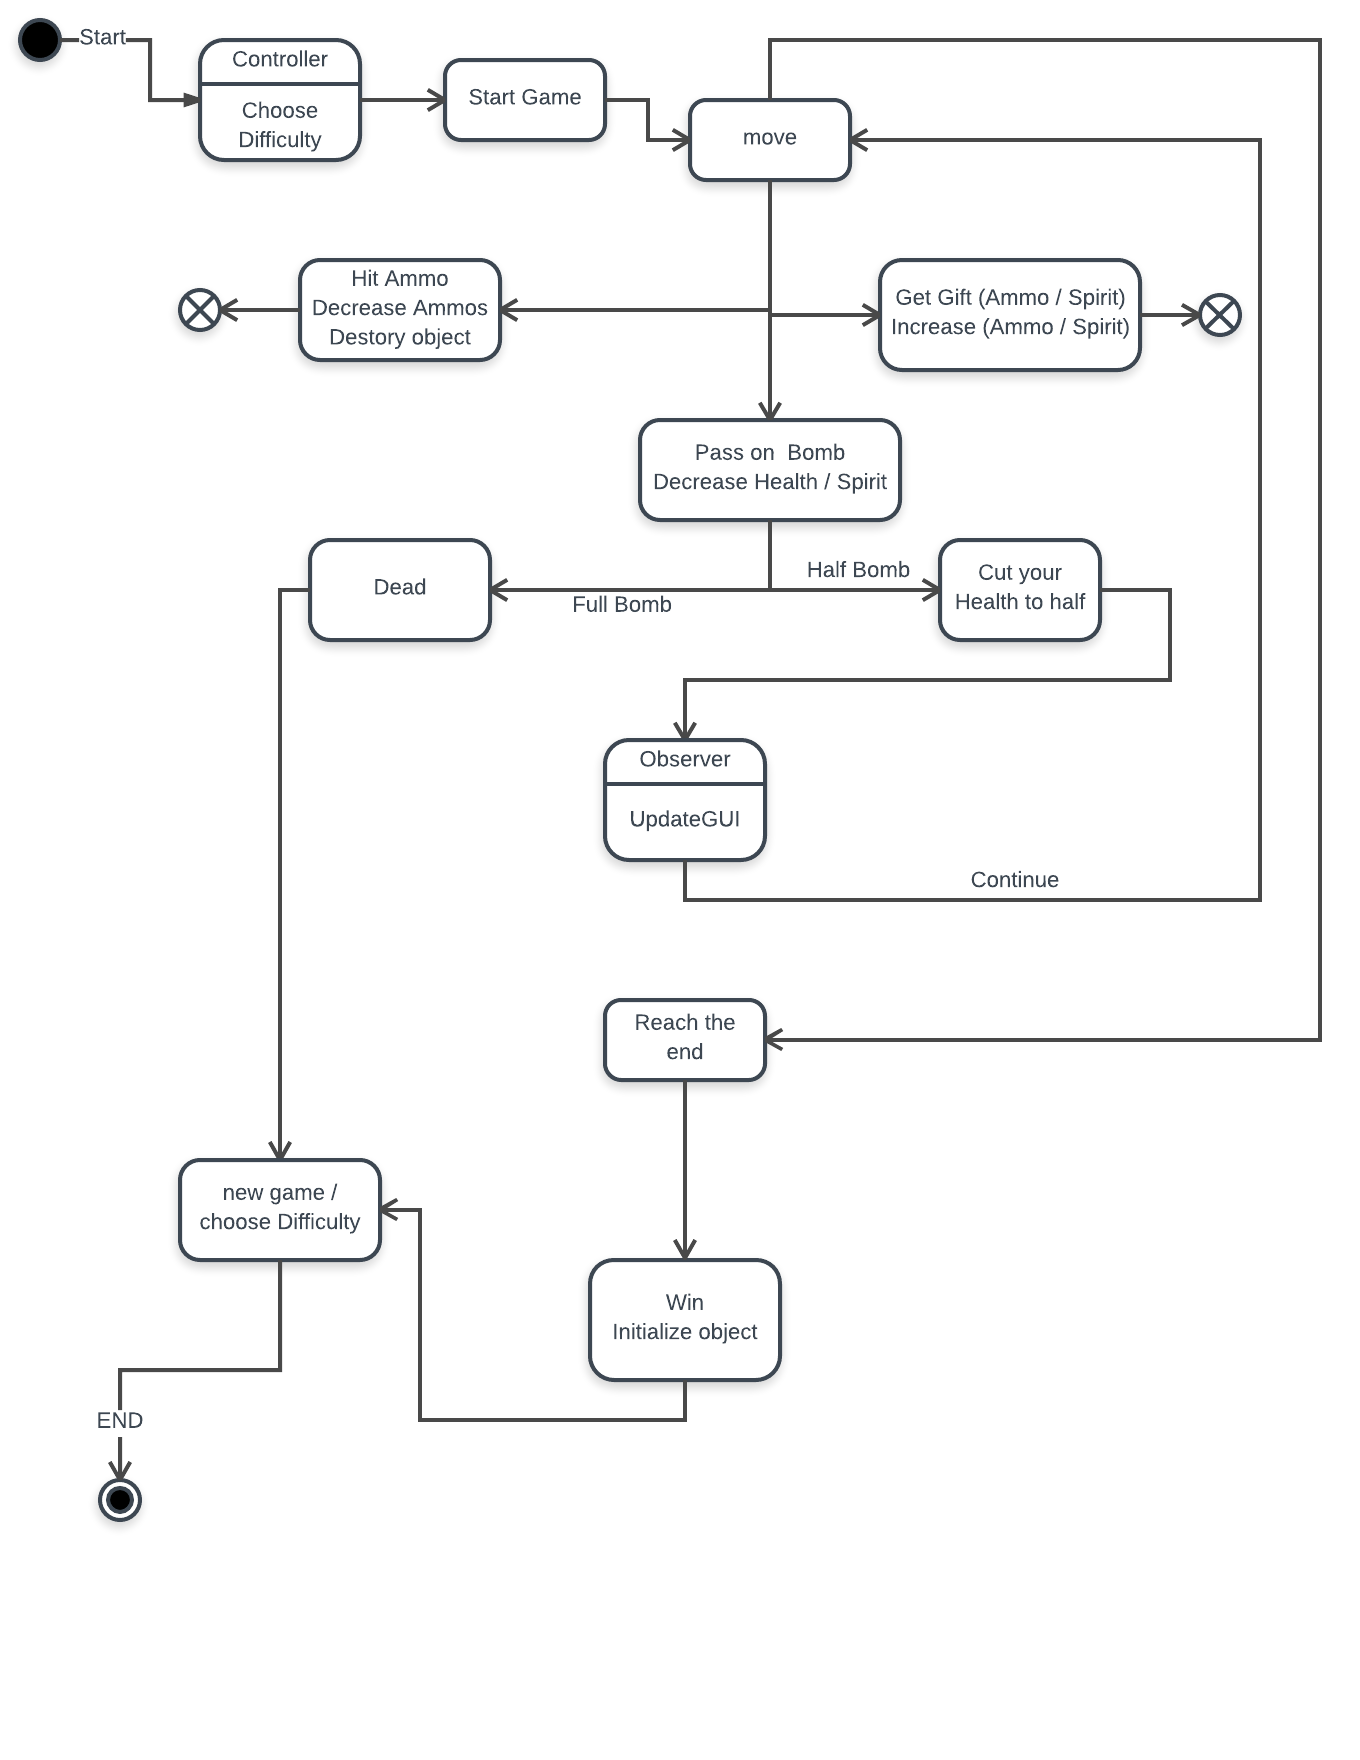 Start
Controller
Choose
Difficulty
Start Game
move
Hit Ammo
Decrease Ammos
Destory object
Get Gift (Ammo / Spirit)
Increase (Ammo / Spirit)
Pass on  Bomb
Decrease Health / Spirit
Dead
Full Bomb
Half Bomb
Cut your
Health to half
Observer
UpdateGUI
Continue
Reach the
end
new game /
choose Difficulty
Win
Initialize object
END